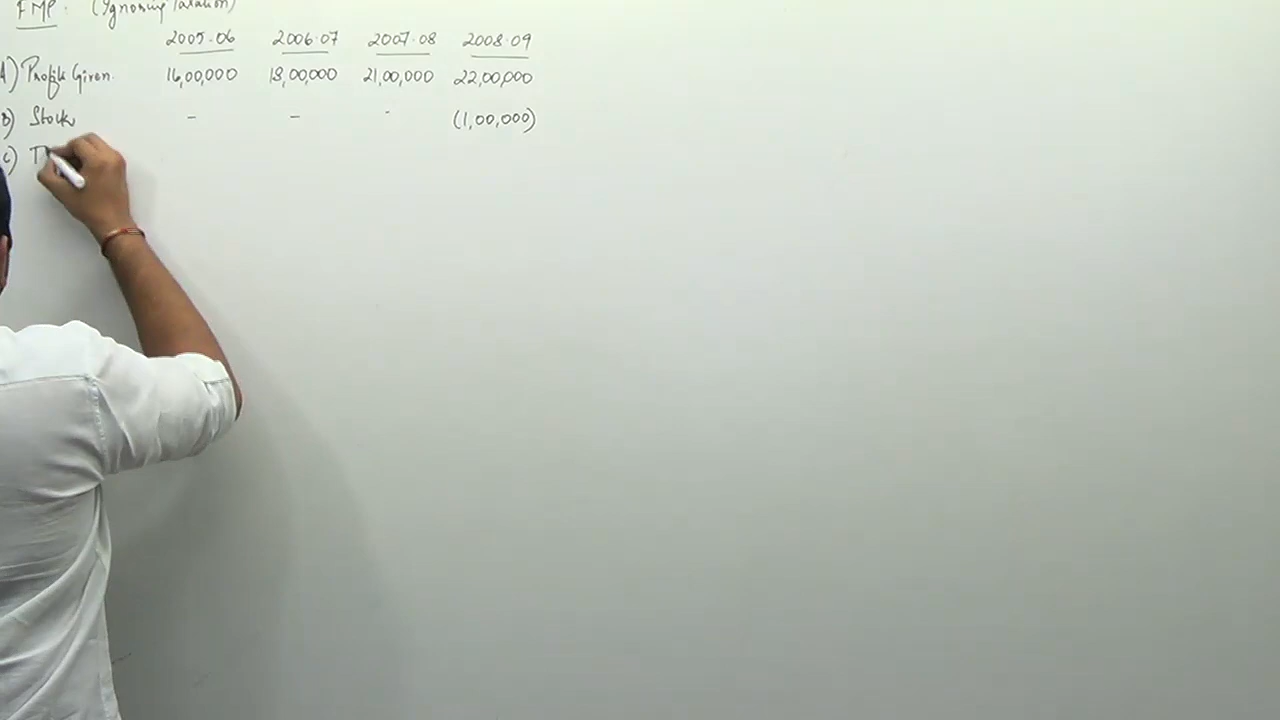 FMP. (Ignoring Taxation)
2005-06 2006-07 2007-08 2008-09
A) Profit Given. 16,00,000 18,00,000 21,00,000 22,00,000
B) Stock - - - (1,00,000)
C) T